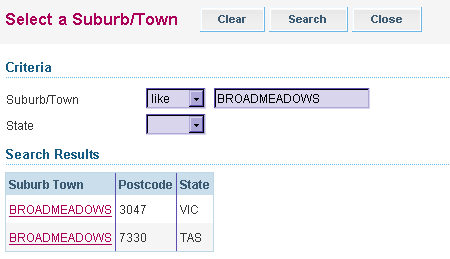 Select a Suburb/Town Clear Search Close
Criteria
Suburb/Town like BROADMEADOWS
State
Search Results
Suburb Town Postcode State
BROADMEADOWS 3047 VIC
BROADMEADOWS 7330 TAS